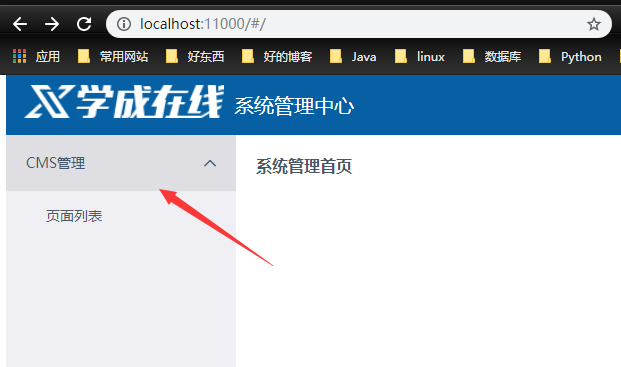 localhost:11000/#/
应用 常用网站 好东西 好的博客 Java linux 数据库 Python
学成在线 系统管理中心
CMS管理
系统管理首页
页面列表